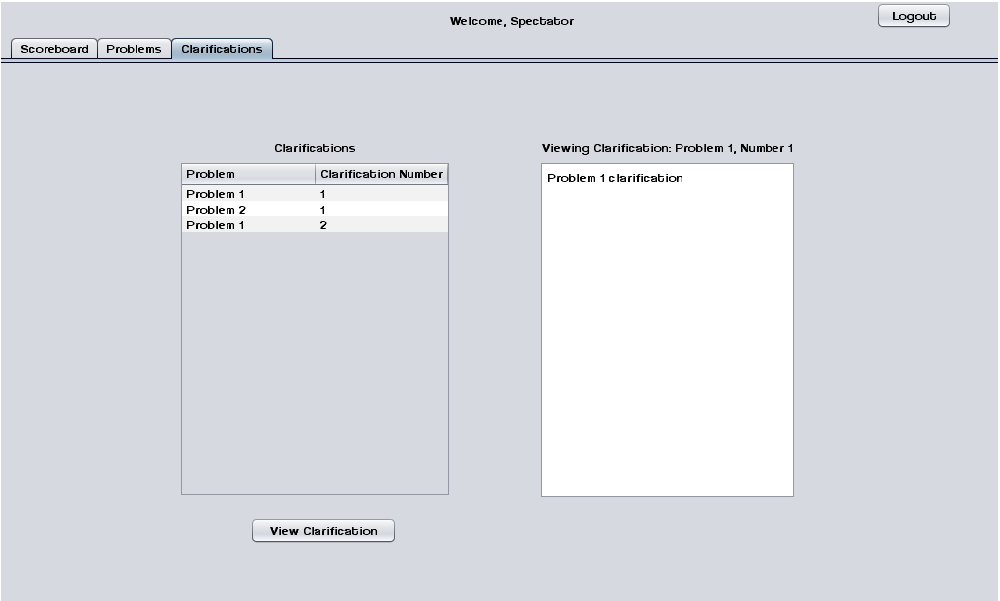 Welcome, Spectator
Logout
Scoreboard Problems Clarifications
Clarifications
Problem Clarification Number
Problem 1 1
Problem 2 1
Problem 1 2
View Clarification
Viewing Clarification: Problem 1, Number 1
Problem 1 clarification